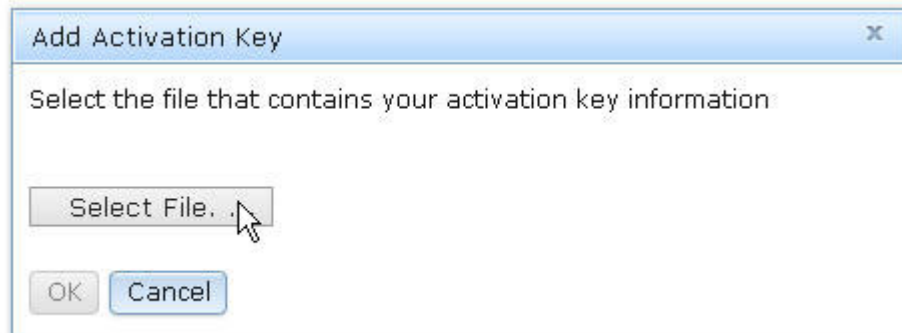 Add Activation Key
x
Select the file that contains your activation key information
Select File. . .
OK
Cancel